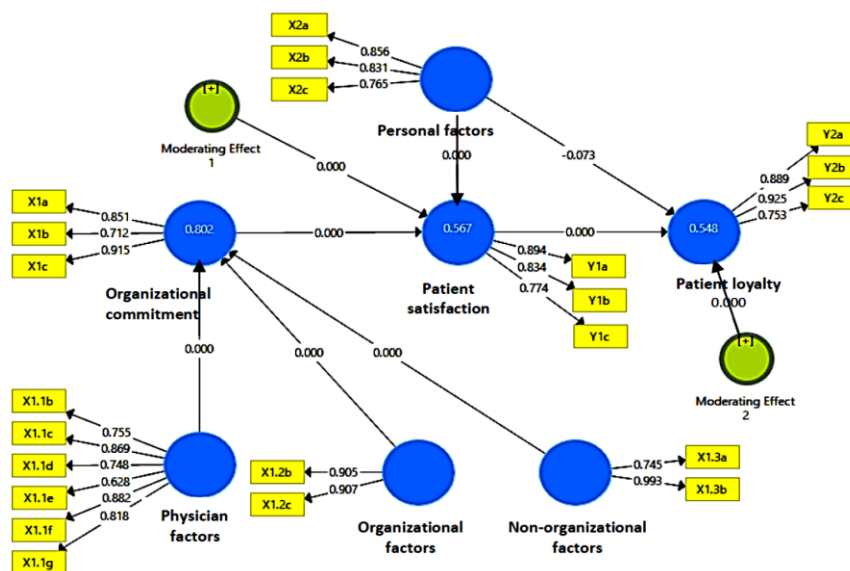 X2a
0.856
X2b
0.831
X2c
0.765
[+]
Personal factors
Moderating Effect
1
0.000
0.000
-0.073
Y2a
0.889
Y2b
0.925
Y2c
0.753
X1a
0.851
X1b
0.712
X1c
0.915
0.802
0.000
0.567
0.000
0.548
0.894
Y1a
0.834
Y1b
0.774
Y1c
Organizational
commitment
Patient
satisfaction
Patient loyalty
0.000
0.000
0.000
0.000
[+]
Moderating Effect
2
X1.1b
0.755
X1.1c
0.869
X1.1d
0.748
X1.1e
0.628
X1.1f
0.882
X1.1g
0.818
Physician
factors
X1.2b
0.905
X1.2c
0.907
Organizational
factors
0.745
X1.3a
0.993
X1.3b
Non-organizational
factors